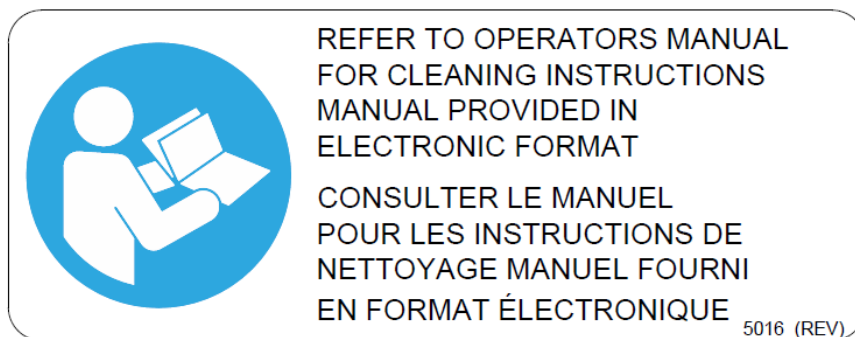 REFER TO OPERATORS MANUAL
FOR CLEANING INSTRUCTIONS
MANUAL PROVIDED IN
ELECTRONIC FORMAT
CONSULTER LE MANUEL
POUR LES INSTRUCTIONS DE
NETTOYAGE MANUEL FOURNI
EN FORMAT ÉLECTRONIQUE
5016 (REV)